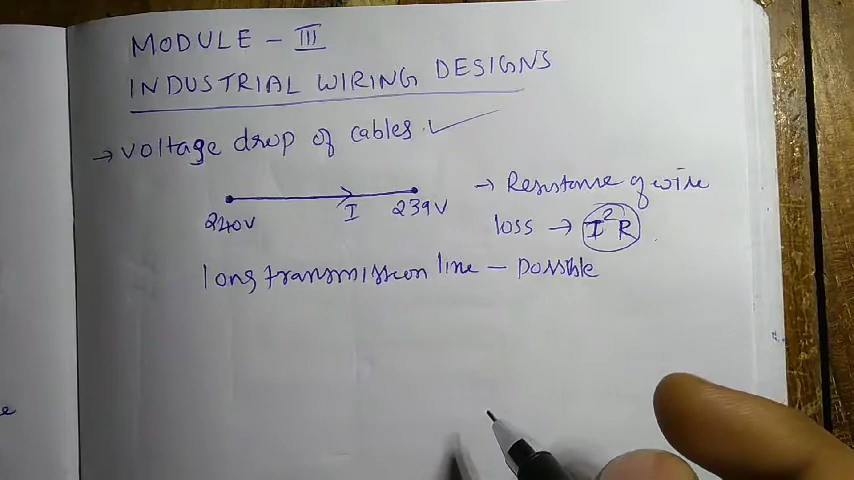 MODULE - III
INDUSTRIAL WIRING DESIGNS
→ Voltage drop of cables. ✓
240V I 239V
→ Resistance of wire
loss → I²R
long transmission line - possible
e